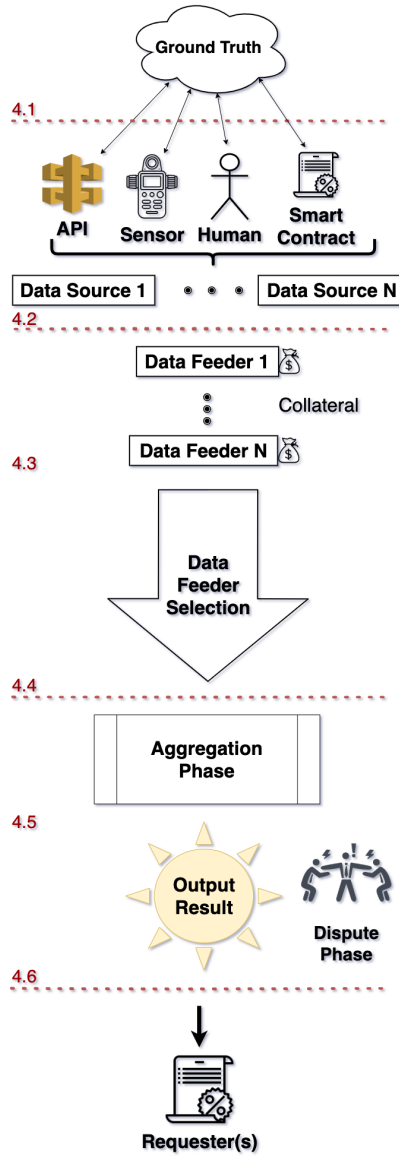 Ground Truth
4.1
API
Sensor
Human
Smart
Contract
Data Source 1
Data Source N
4.2
Data Feeder 1
$
Collateral
Data Feeder N
$
4.3
Data
Feeder
Selection
4.4
Aggregation
Phase
4.5
Output
Result
!
Dispute
Phase
4.6
Requester(s)